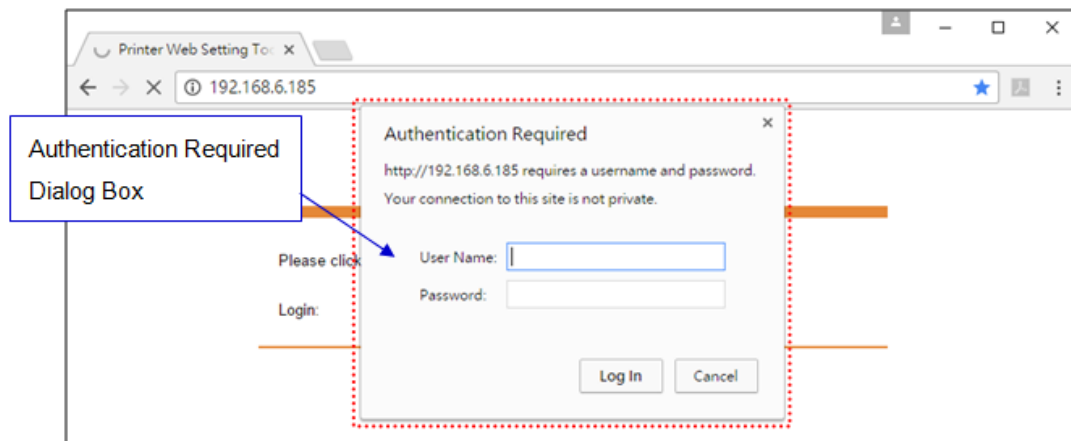 Printer Web Setting Too
192.168.6.185
Authentication Required
Dialog Box
Authentication Required
http://192.168.6.185 requires a username and password.
Your connection to this site is not private.
Please click
User Name:
Password:
Login:
Log In
Cancel